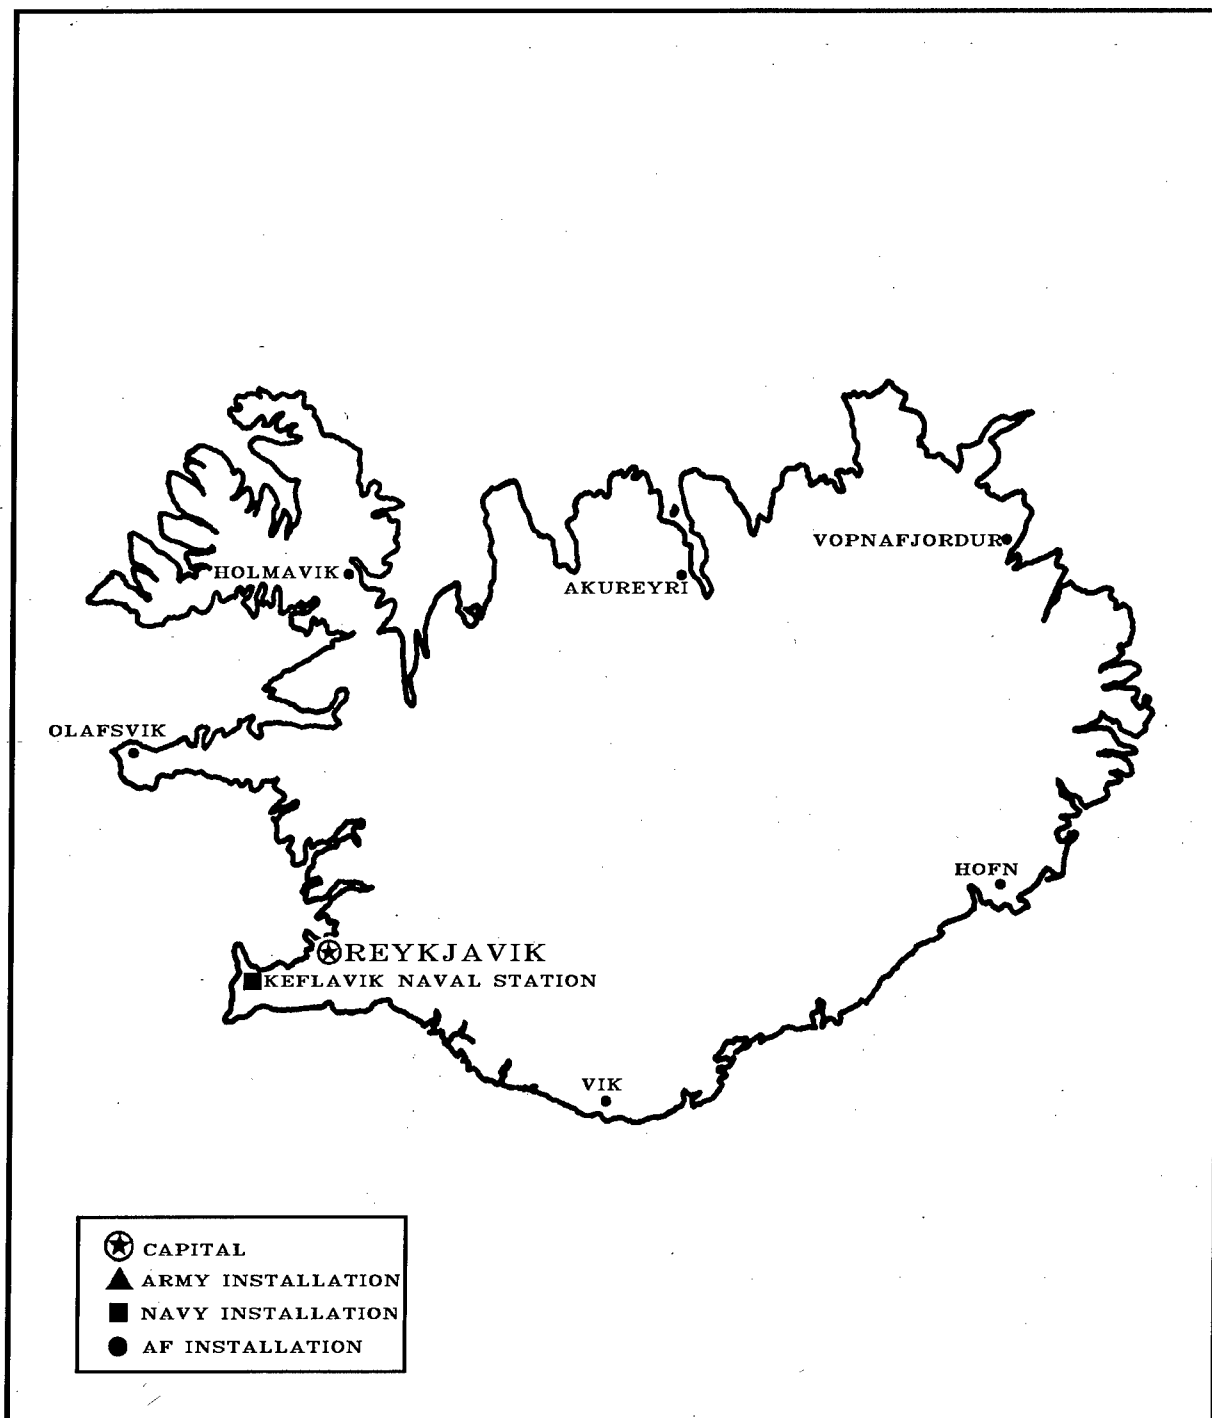 VOPNAFJORDUR
HOLMAVIK
AKUREYRI
OLAFSVIK
HOFN
REYKJAVIK
KEFLAVIK NAVAL STATION
VIK
CAPITAL
ARMY INSTALLATION
NAVY INSTALLATION
AF INSTALLATION